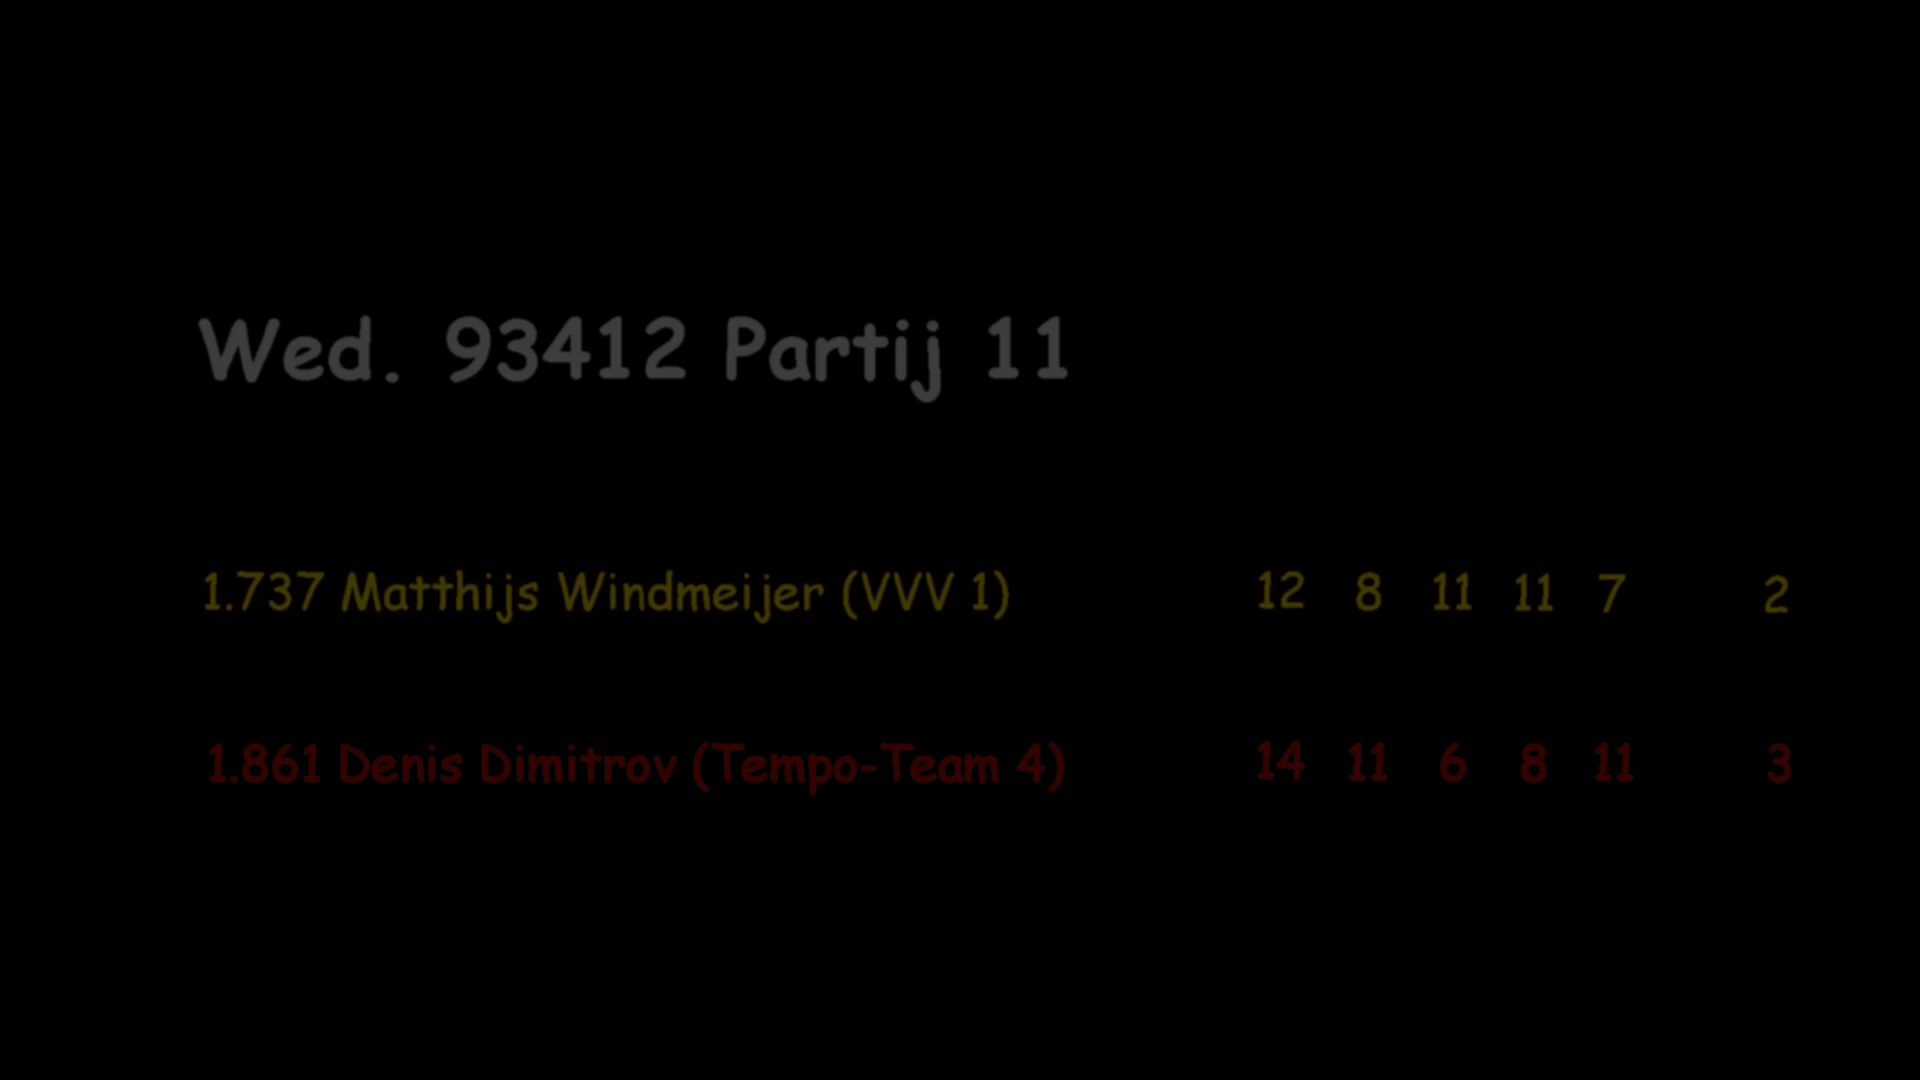 Wed. 93412 Partij 11
1.737 Matthijs Windmeijer (VVV 1) 12 8 11 11 7 2
1.861 Denis Dimitrov (Tempo-Team 4) 14 11 6 8 11 3